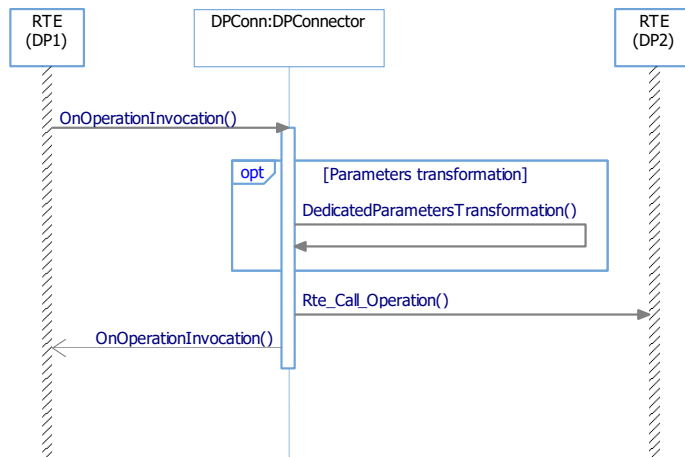 RTE
(DP1)
DPConn:DPConnector
RTE
(DP2)
OnOperationInvocation()
opt
[Parameters transformation]
DedicatedParametersTransformation()
Rte_Call_Operation()
OnOperationInvocation()